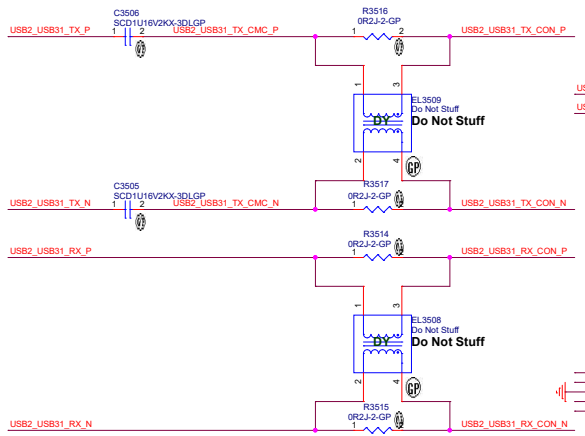 C3506
SCD1U16V2KX-3DLGP
R3516
0R2J-2-GP
USB2_USB31_TX_P
1
2
USB2_USB31_TX_CMC_P
1
2
USB2_USB31_TX_CON_P
1
3
EL3509
Do Not Stuff
DY
Do Not Stuff
2
4
GP
C3505
SCD1U16V2KX-3DLGP
R3517
0R2J-2-GP
USB2_USB31_TX_N
1
2
USB2_USB31_TX_CMC_N
1
2
USB2_USB31_TX_CON_N
R3514
0R2J-2-GP
USB2_USB31_RX_P
1
2
USB2_USB31_RX_CON_P
1
3
EL3508
Do Not Stuff
DY
Do Not Stuff
2
4
GP
R3515
0R2J-2-GP
USB2_USB31_RX_N
1
2
USB2_USB31_RX_CON_N